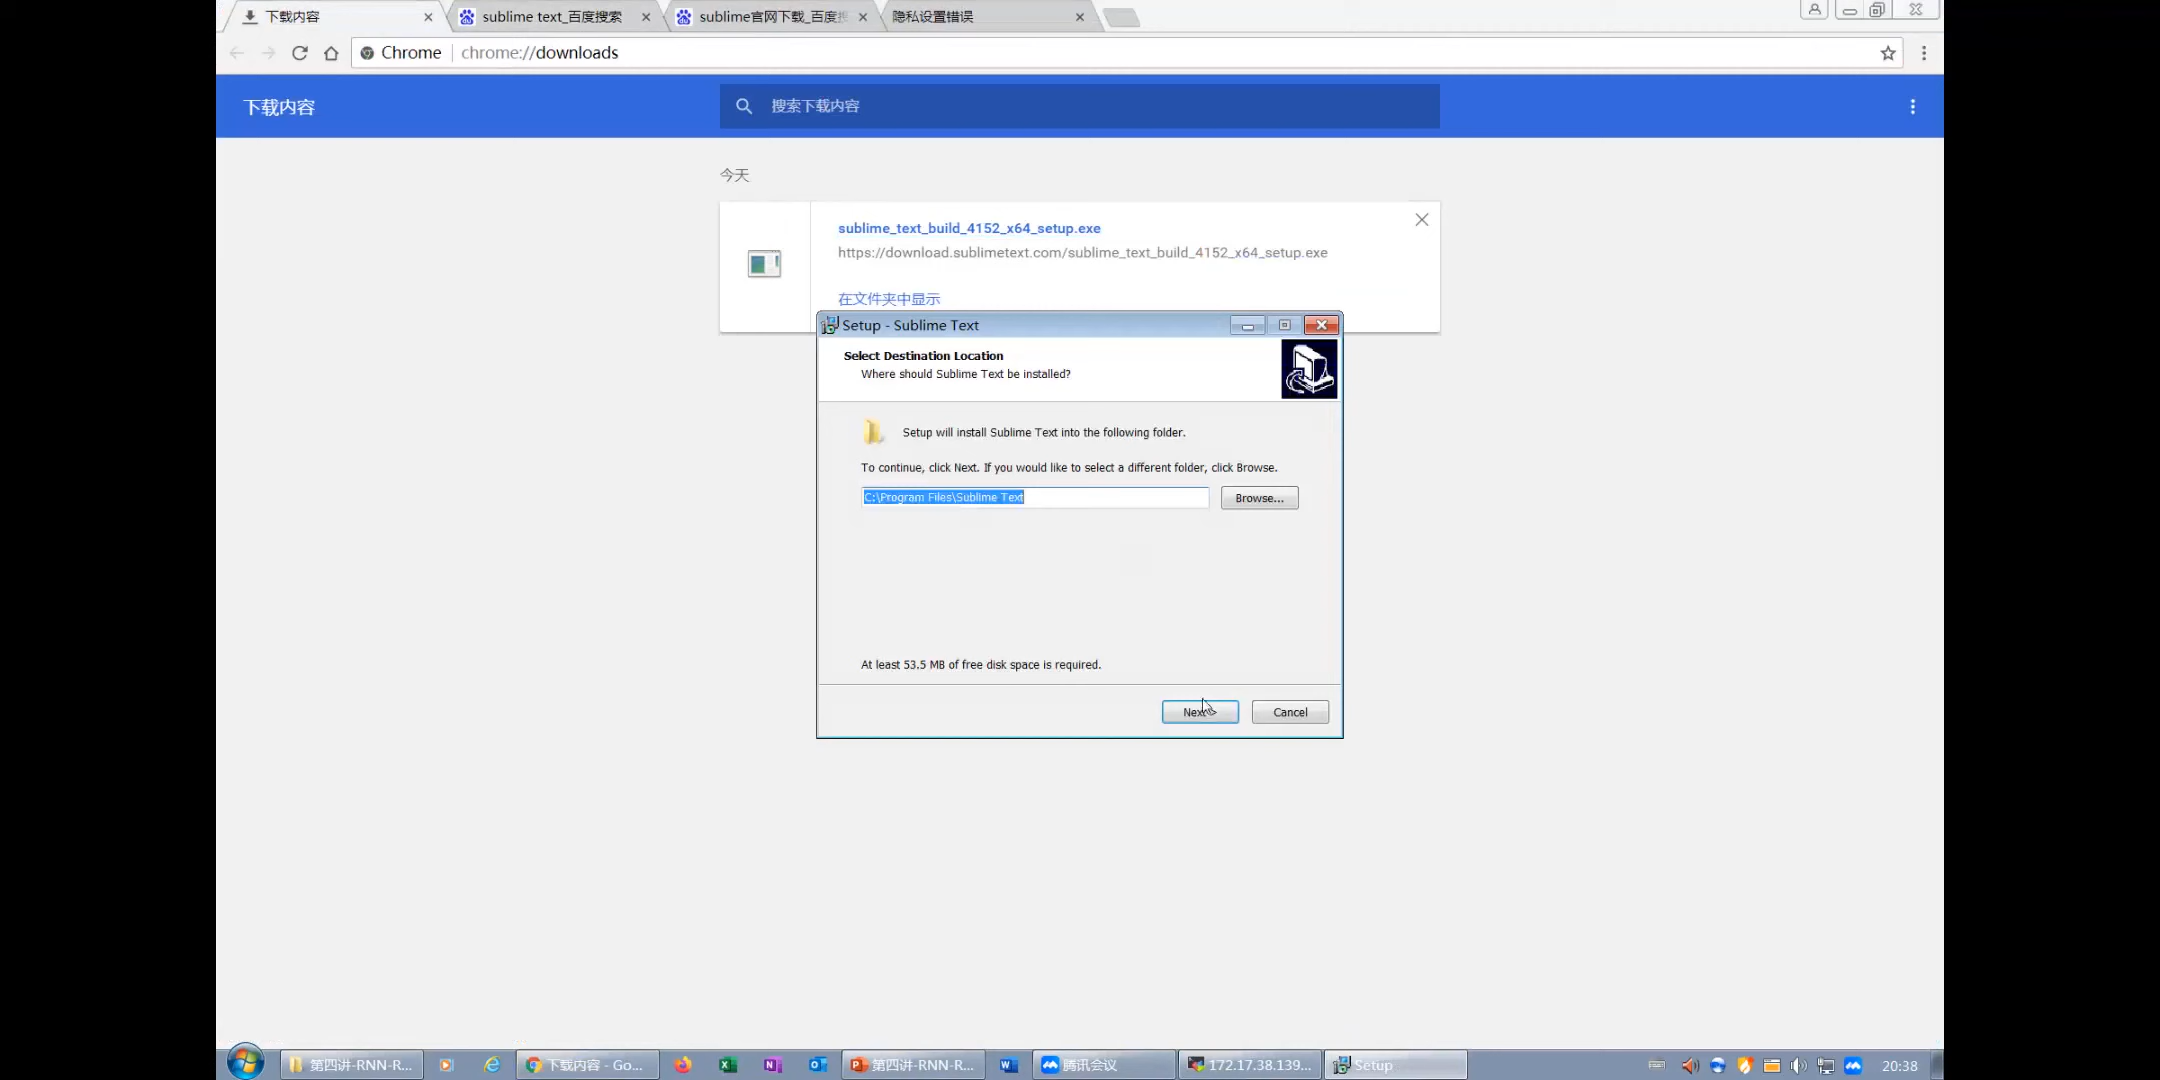 下载内容
sublime text_百度搜索
sublime官网下载_百度搜
隐私设置错误
Chrome
chrome://downloads
下载内容
搜索下载内容
今天
sublime_text_build_4152_x64_setup.exe
https://download.sublimetext.com/sublime_text_build_4152_x64_setup.exe
在文件夹中显示
Setup - Sublime Text
Select Destination Location
Where should Sublime Text be installed?
Setup will install Sublime Text into the following folder.
To continue, click Next. If you would like to select a different folder, click Browse.
C:\Program Files\Sublime Text
Browse...
At least 53.5 MB of free disk space is required.
Next
Cancel
第四讲-RNN-R...
下载内容 - Go...
第四讲-RNN-R...
腾讯会议
172.17.38.139...
Setup
20:38